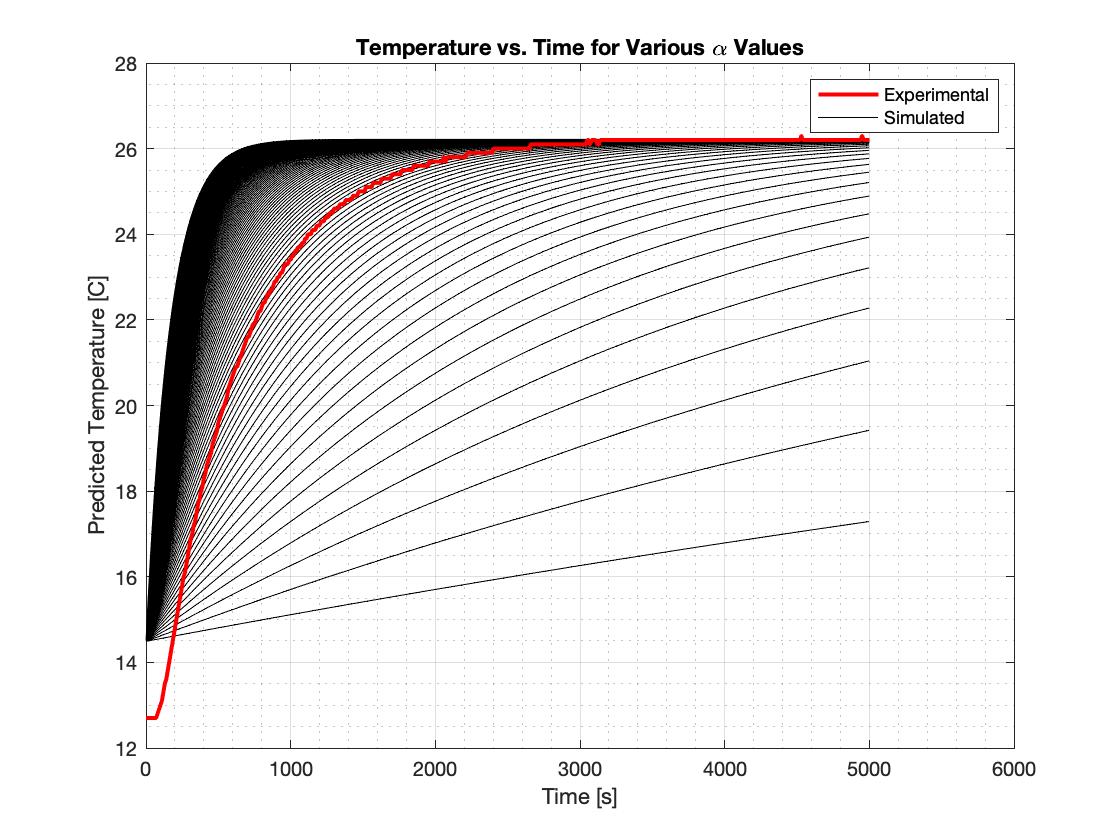 Temperature vs. Time for Various α Values
28
26
24
22
20
18
16
14
12
Predicted Temperature [C]
Experimental
Simulated
0 1000 2000 3000 4000 5000 6000
Time [s]